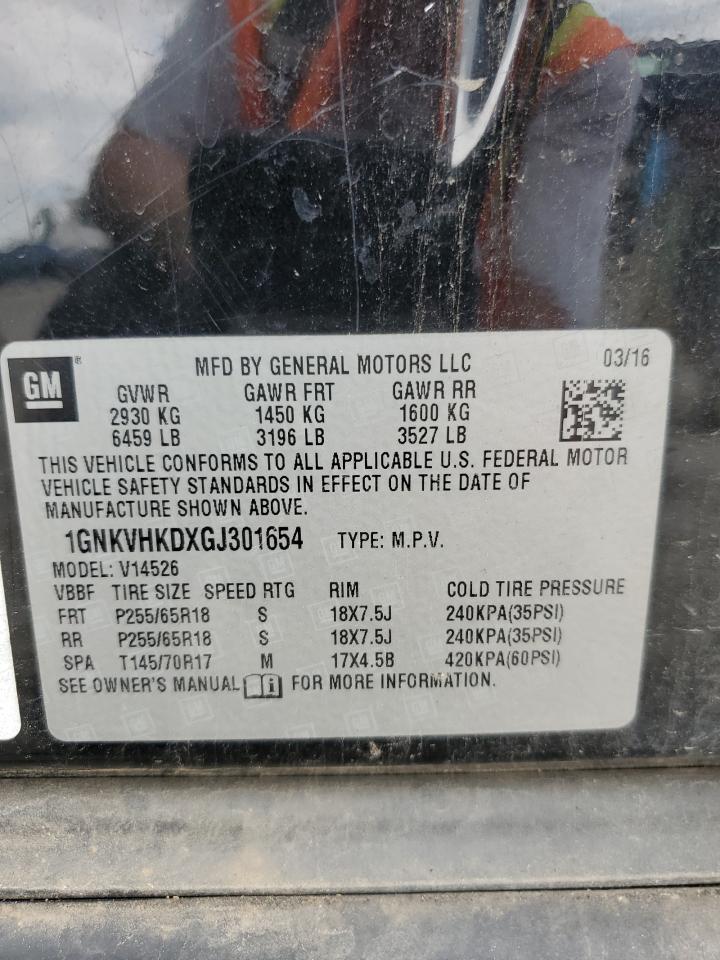 MFD BY GENERAL MOTORS LLC 03/16
GM®
GVWR GAWR FRT GAWR RR
2930 KG 1450 KG 1600 KG
6459 LB 3196 LB 3527 LB
THIS VEHICLE CONFORMS TO ALL APPLICABLE U.S. FEDERAL MOTOR
VEHICLE SAFETY STANDARDS IN EFFECT ON THE DATE OF
MANUFACTURE SHOWN ABOVE.
1GNKVHKDXGJ301654 TYPE: M.P.V.
MODEL: V14526
VBBF TIRE SIZE SPEED RTG RIM COLD TIRE PRESSURE
FRT P255/65R18 S 18X7.5J 240KPA(35PSI)
RR P255/65R18 S 18X7.5J 240KPA(35PSI)
SPA T145/70R17 M 17X4.5B 420KPA(60PSI)
SEE OWNER'S MANUAL FOR MORE INFORMATION.